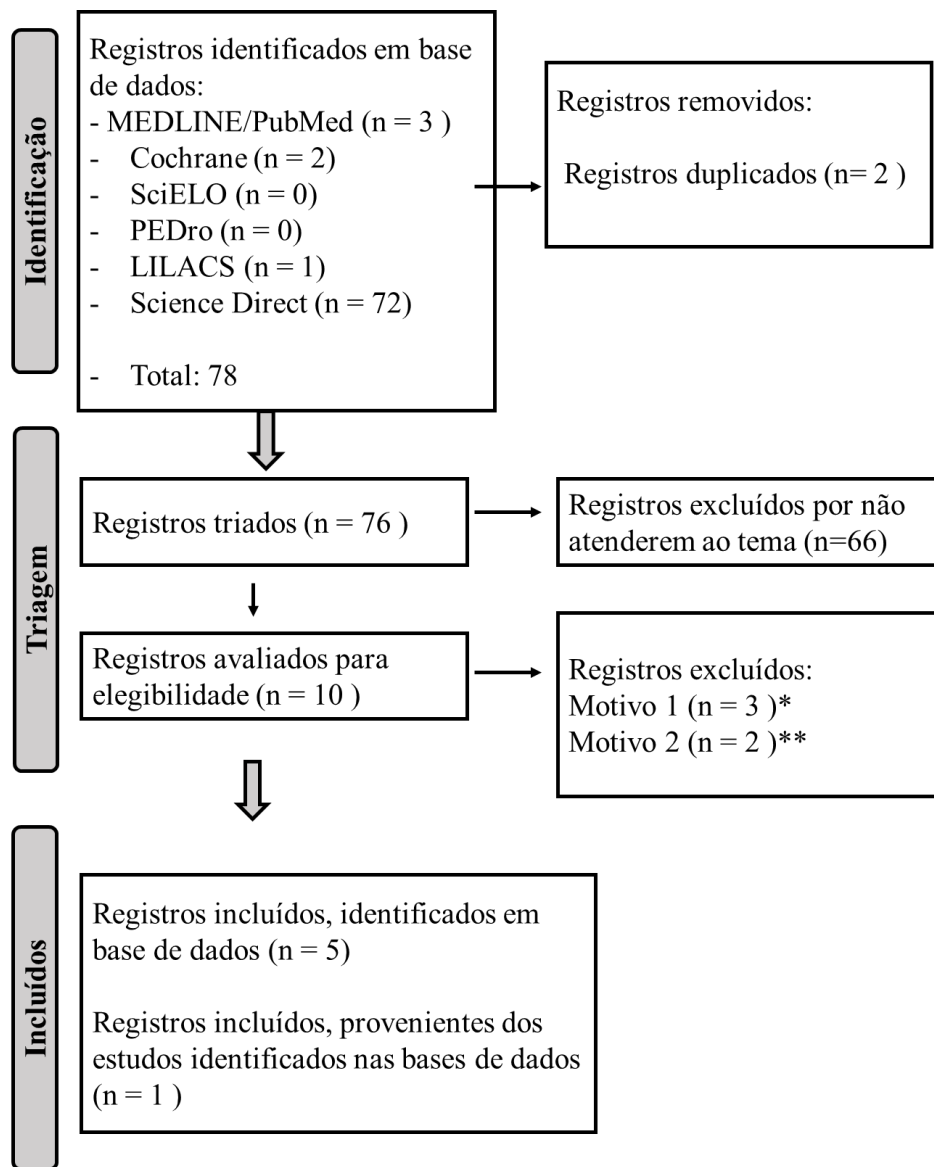 Identificação
Registros identificados em base
de dados:
- MEDLINE/PubMed (n = 3 )
- Cochrane (n = 2)
- SciELO (n = 0)
- PEDro (n = 0)
- LILACS (n = 1)
- Science Direct (n = 72)
- Total: 78
Registros removidos:
Registros duplicados (n= 2 )
Triagem
Registros triados (n = 76 )
Registros excluídos por não
atenderem ao tema (n=66)
Registros avaliados para
elegibilidade (n = 10 )
Registros excluídos:
Motivo 1 (n = 3 )*
Motivo 2 (n = 2 )**
Incluídos
Registros incluídos, identificados em
base de dados (n = 5)
Registros incluídos, provenientes dos
estudos identificados nas bases de dados
(n = 1 )